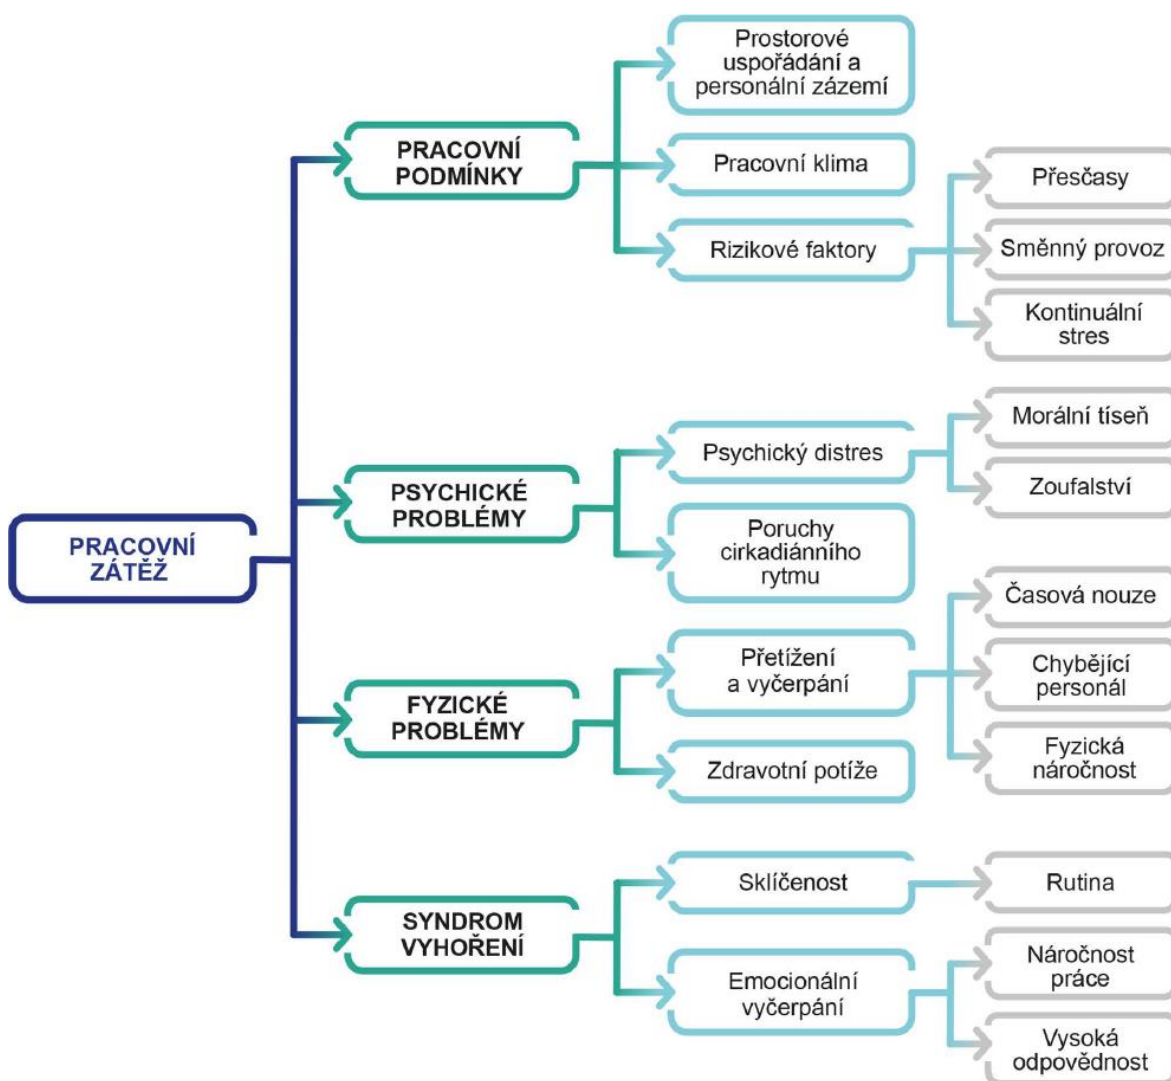 Prostorové
uspořádání a
personální zázemí
PRACOVNÍ
PODMÍNKY
Pracovní klima
Rizikové faktory
Přesčasy
Směnný provoz
Kontinuální
stres
PRACOVNÍ
ZÁTĚŽ
PSYCHICKÉ
PROBLÉMY
Psychický distres
Morální tíseň
Zoufalství
Poruchy
cirkadiánního
rytmu
FYZICKÉ
PROBLÉMY
Přetížení
a vyčerpání
Časová nouze
Chybějící
personál
Fyzická
náročnost
Zdravotní potíže
SYNDROM
VYHOŘENÍ
Sklíčenost
Rutina
Emocionální
vyčerpání
Náročnost
práce
Vysoká
odpovědnost